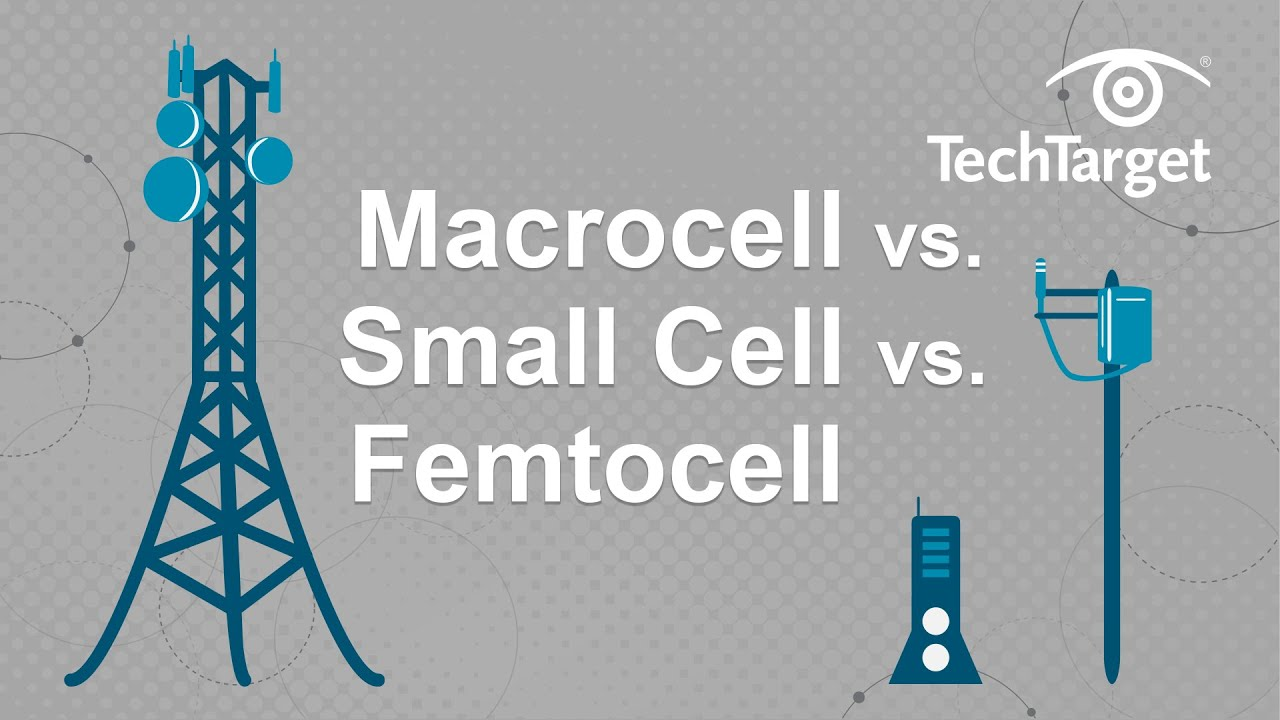 TechTarget®
Macrocell vs.
Small Cell vs.
Femtocell